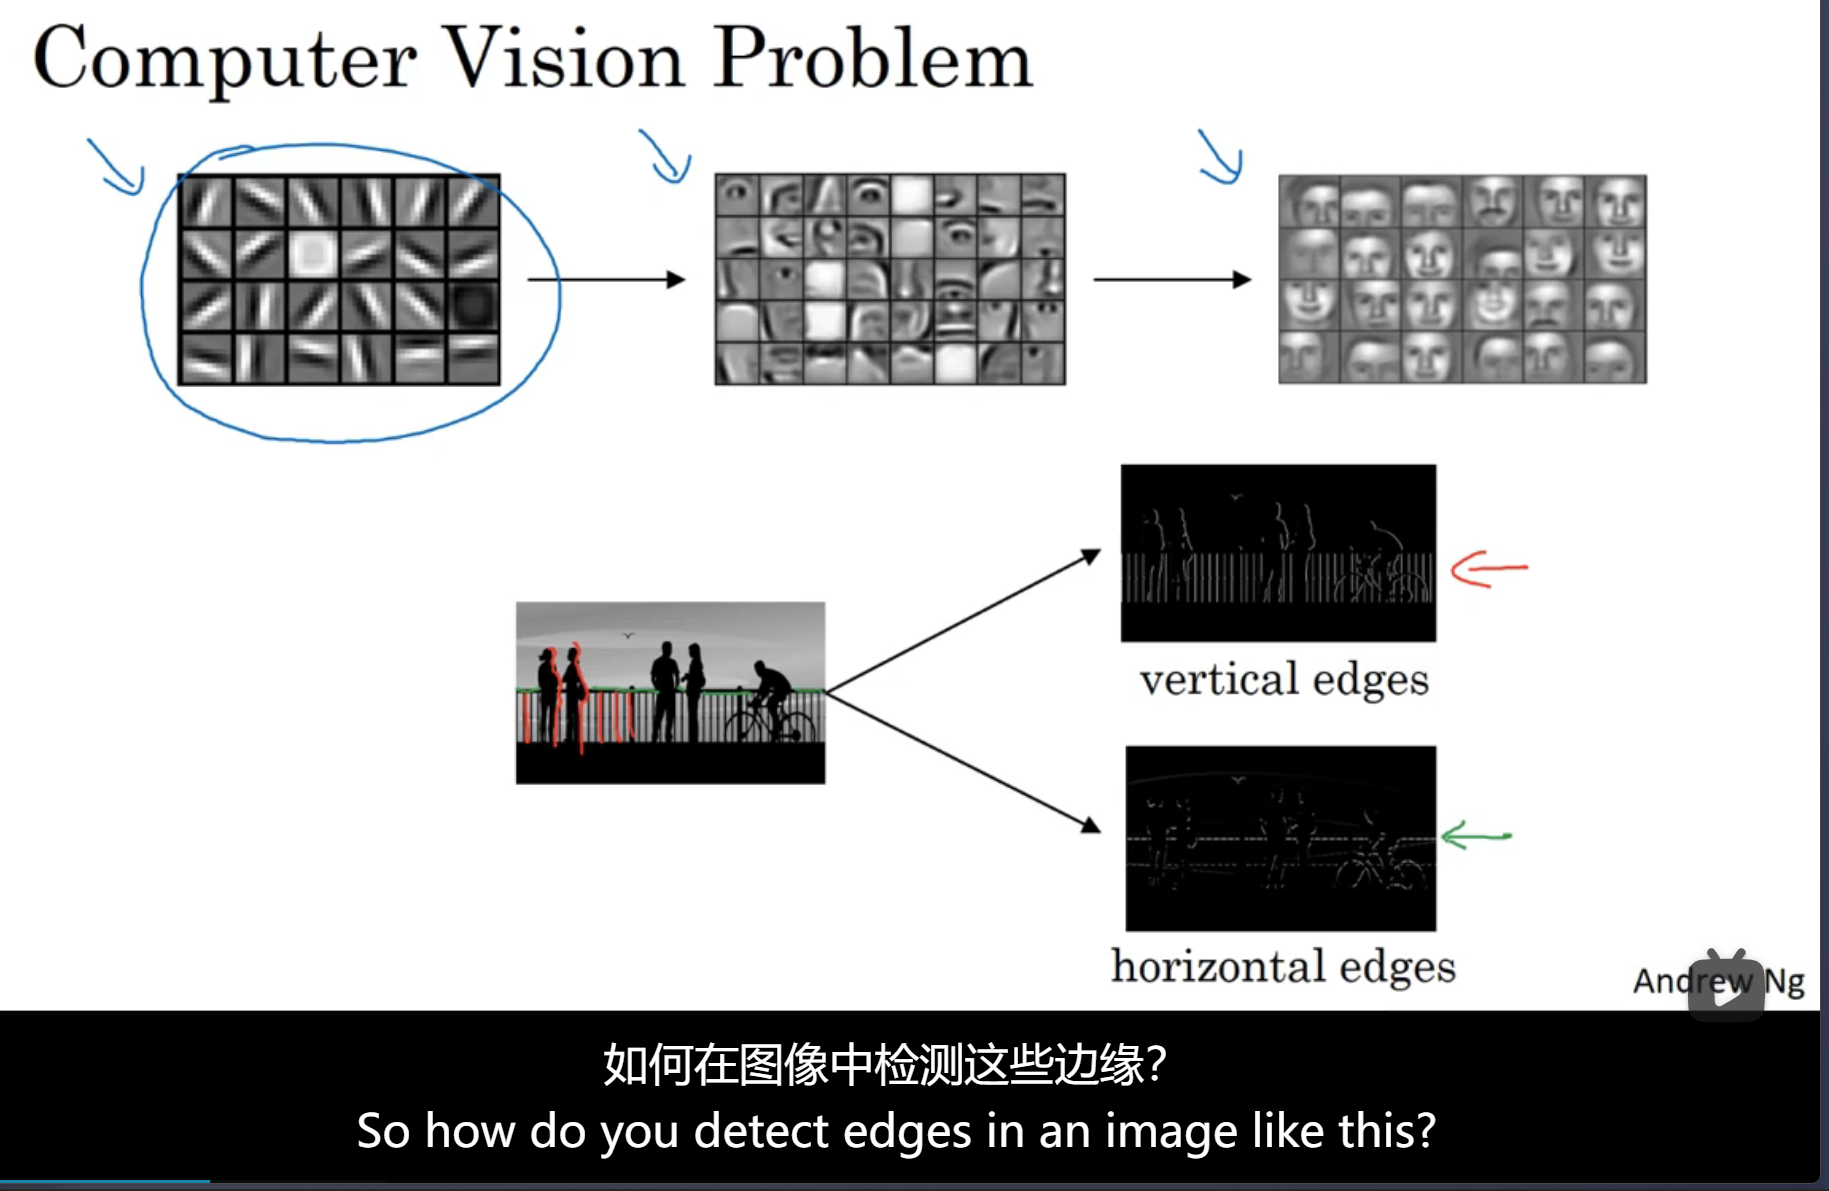 Computer Vision Problem
vertical edges
horizontal edges
Andrew Ng
如何在图像中检测这些边缘?
So how do you detect edges in an image like this?